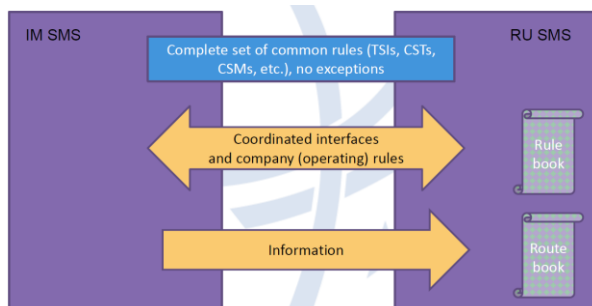 IM SMS
RU SMS
Complete set of common rules (TSIs, CSTs,
CSMs, etc.), no exceptions
Coordinated interfaces
and company (operating) rules
Rule
book
Information
Route
book